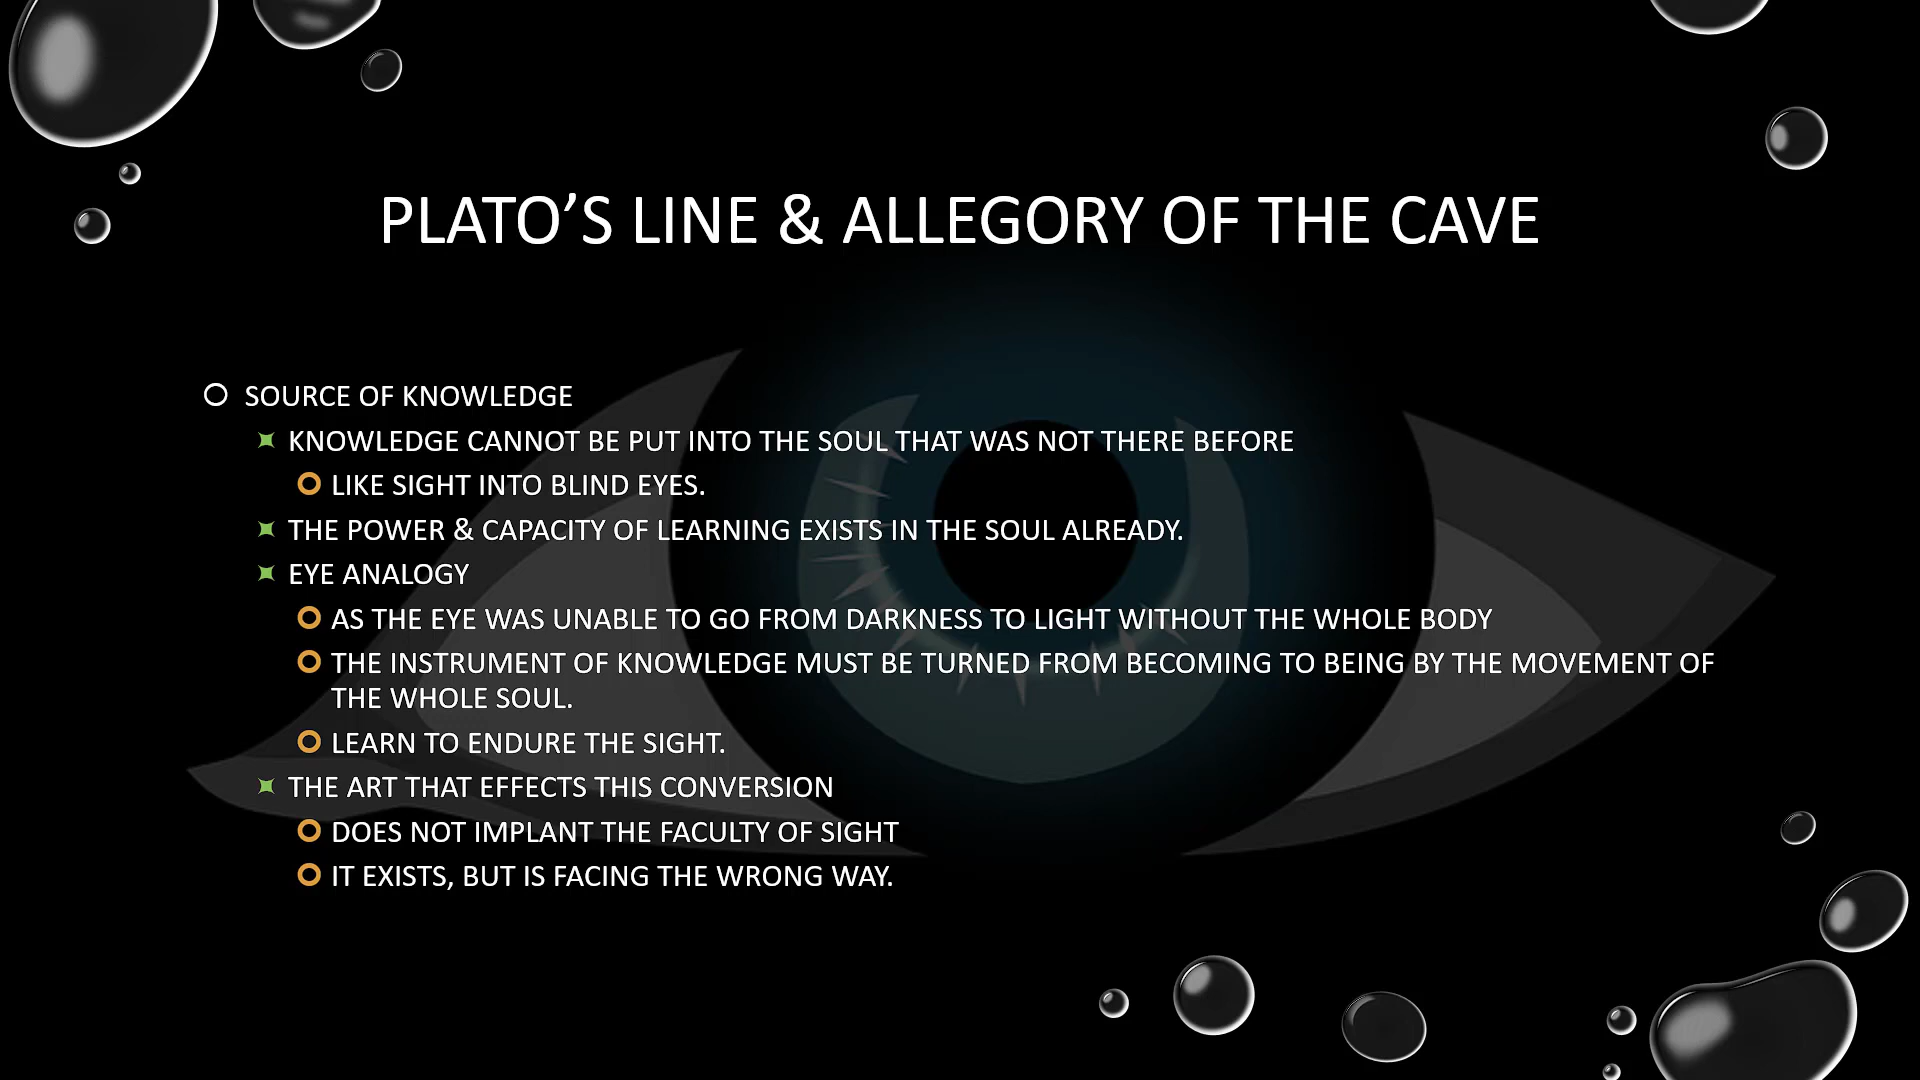 PLATO’S LINE & ALLEGORY OF THE CAVE
SOURCE OF KNOWLEDGE
KNOWLEDGE CANNOT BE PUT INTO THE SOUL THAT WAS NOT THERE BEFORE
LIKE SIGHT INTO BLIND EYES.
THE POWER & CAPACITY OF LEARNING EXISTS IN THE SOUL ALREADY.
EYE ANALOGY
AS THE EYE WAS UNABLE TO GO FROM DARKNESS TO LIGHT WITHOUT THE WHOLE BODY
THE INSTRUMENT OF KNOWLEDGE MUST BE TURNED FROM BECOMING TO BEING BY THE MOVEMENT OF
THE WHOLE SOUL.
LEARN TO ENDURE THE SIGHT.
THE ART THAT EFFECTS THIS CONVERSION
DOES NOT IMPLANT THE FACULTY OF SIGHT
IT EXISTS, BUT IS FACING THE WRONG WAY.